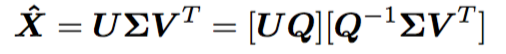 X̂ = UΣVᵀ = [UQ][Q⁻¹ΣVᵀ]